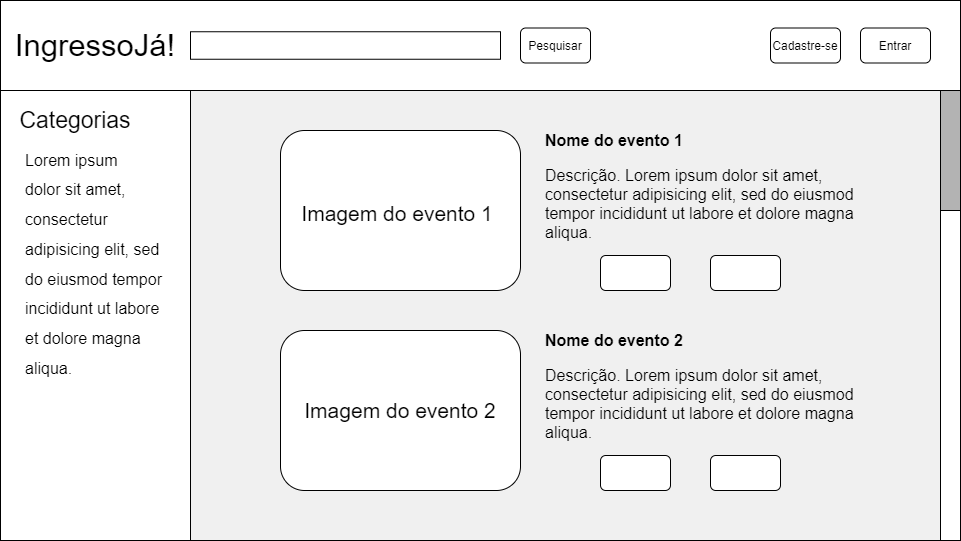 IngressoJá!
Pesquisar
Cadastre-se
Entrar
Categorias
Lorem ipsum
dolor sit amet,
consectetur
adipisicing elit, sed
do eiusmod tempor
incididunt ut labore
et dolore magna
aliqua.
Imagem do evento 1
Nome do evento 1
Descrição. Lorem ipsum dolor sit amet,
consectetur adipisicing elit, sed do eiusmod
tempor incididunt ut labore et dolore magna
aliqua.
Imagem do evento 2
Nome do evento 2
Descrição. Lorem ipsum dolor sit amet,
consectetur adipisicing elit, sed do eiusmod
tempor incididunt ut labore et dolore magna
aliqua.